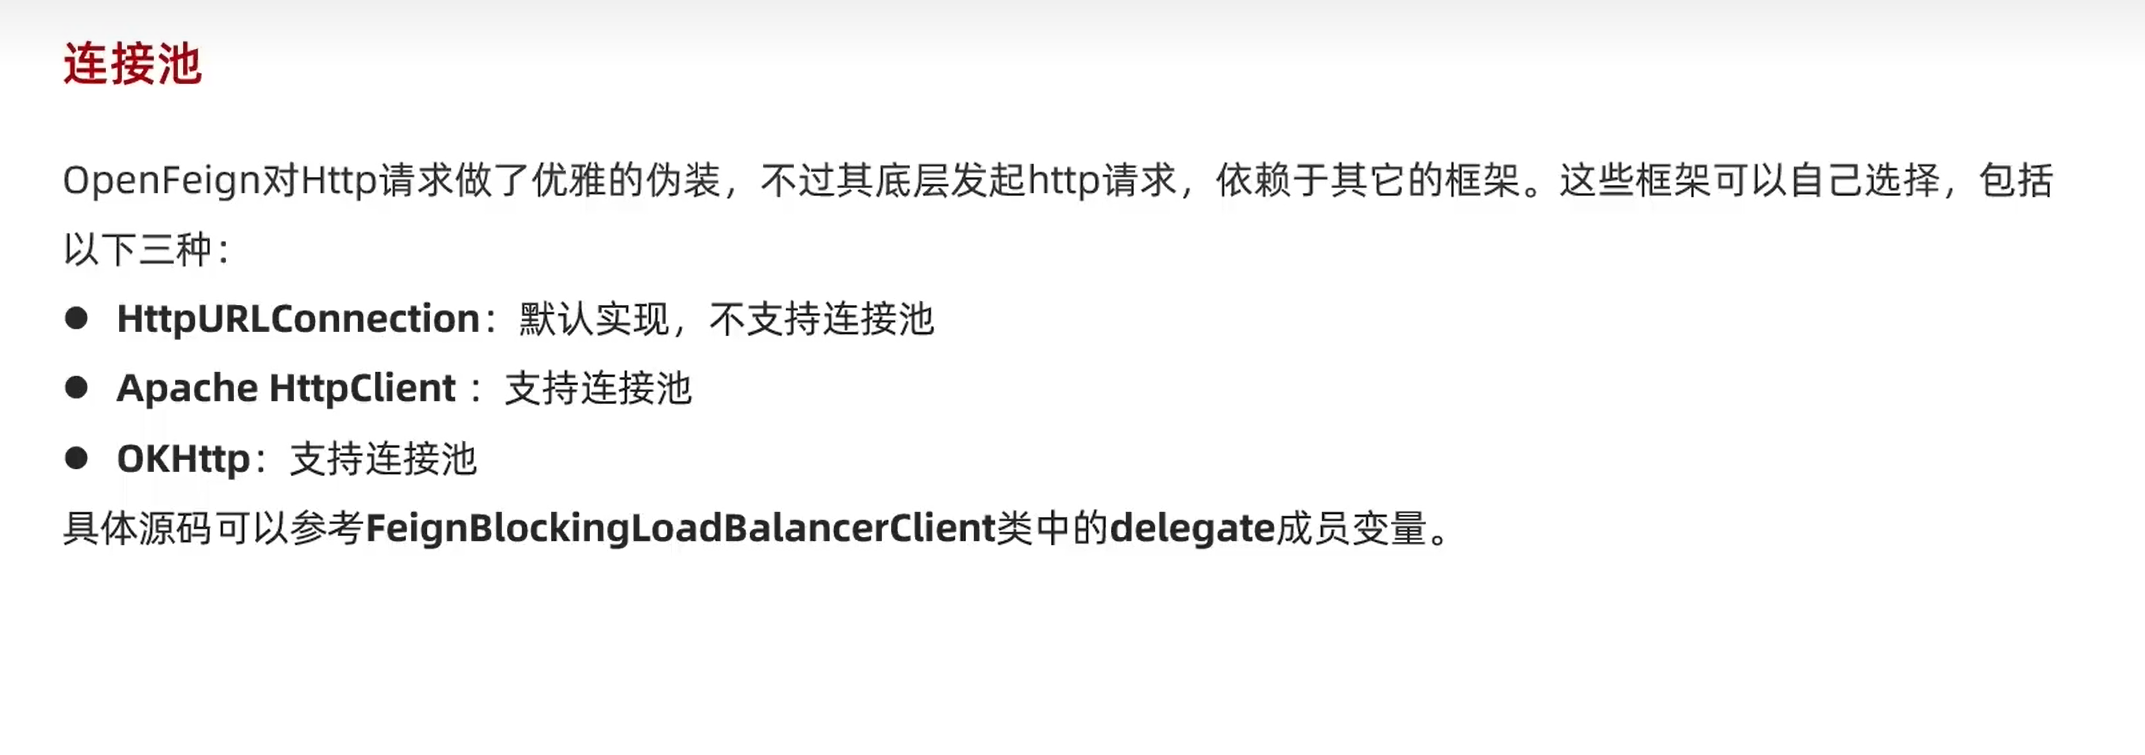 连接池
OpenFeign对Http请求做了优雅的伪装，不过其底层发起http请求，依赖于其它的框架。这些框架可以自己选择，包括
以下三种：
● HttpURLConnection：默认实现，不支持连接池
● Apache HttpClient ：支持连接池
● OKHttp：支持连接池
具体源码可以参考FeignBlockingLoadBalancerClient类中的delegate成员变量。